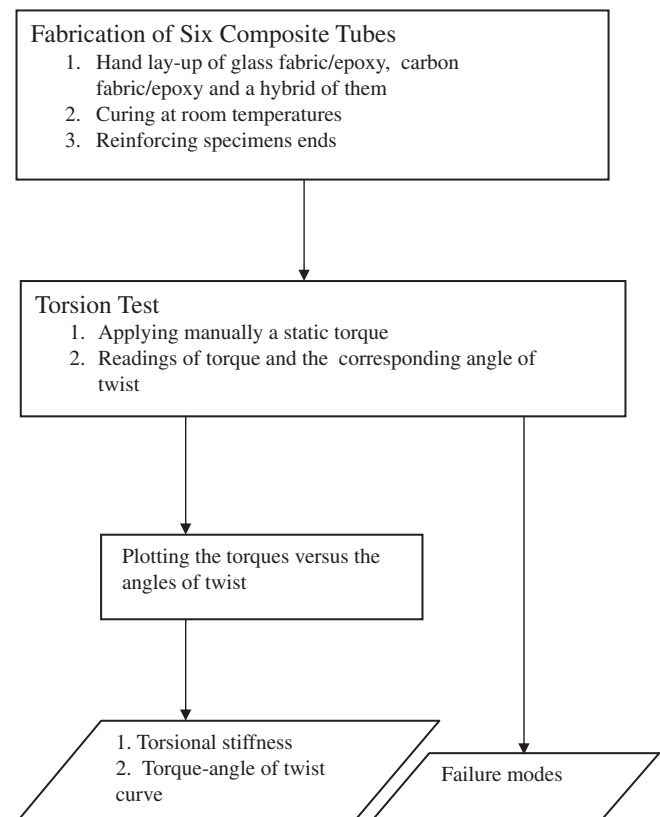 Fabrication of Six Composite Tubes
1. Hand lay-up of glass fabric/epoxy, carbon
fabric/epoxy and a hybrid of them
2. Curing at room temperatures
3. Reinforcing specimens ends
Torsion Test
1. Applying manually a static torque
2. Readings of torque and the corresponding angle of
twist
Plotting the torques versus the
angles of twist
1. Torsional stiffness
2. Torque-angle of twist
curve
Failure modes